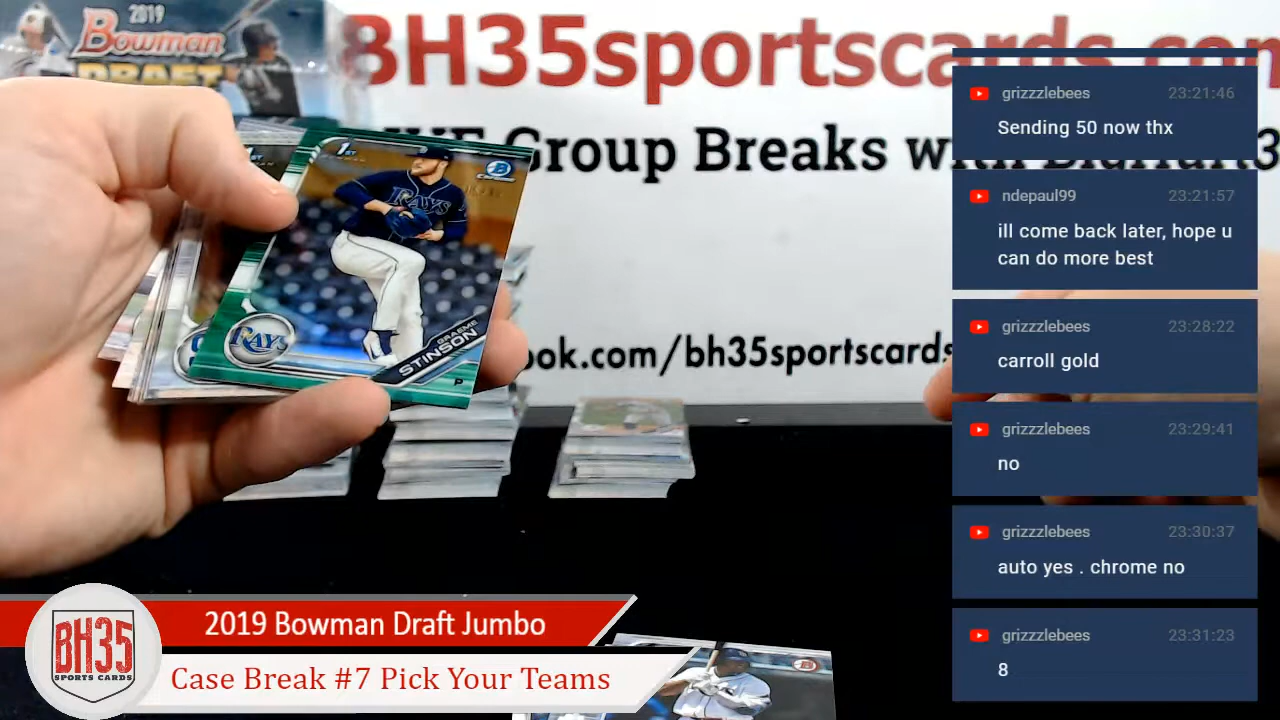 2019
Bowman
DRAFT
BH35sportscards.com
Group Breaks with
ook.com/bh35sportscards
1ST
RAYS
RAYS
GRAEME
STINSON
P
grizzzlebees 23:21:46
Sending 50 now thx
ndepaul99 23:21:57
ill come back later, hope u
can do more best
grizzzlebees 23:28:22
carroll gold
grizzzlebees 23:29:41
no
grizzzlebees 23:30:37
auto yes . chrome no
grizzzlebees 23:31:23
8
BH35
SPORTS CARDS
2019 Bowman Draft Jumbo
Case Break #7 Pick Your Teams